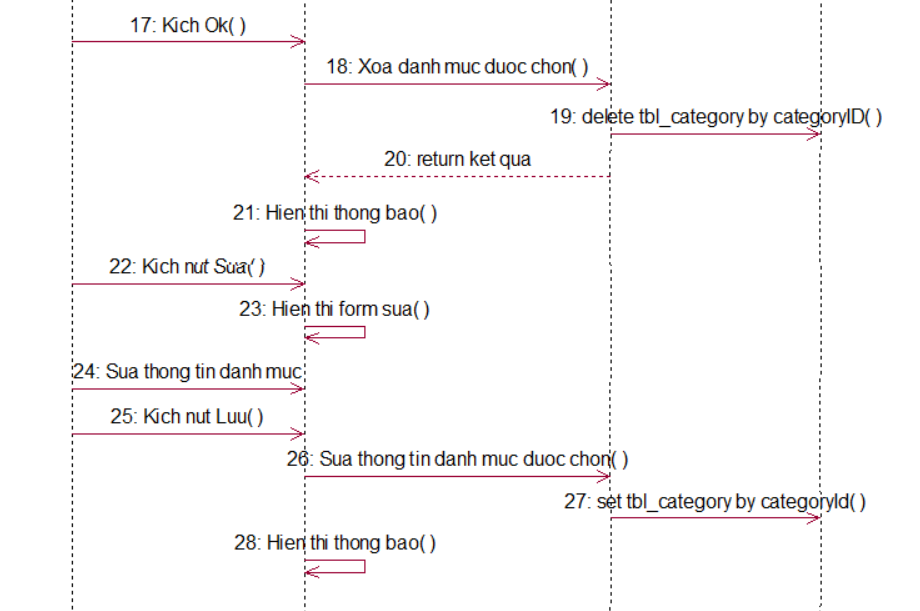 17: Kich Ok( )
18: Xoa danh muc duoc chon( )
19: delete tbl_category by categoryID( )
20: return ket qua
21: Hien thi thong bao( )
22: Kich nut Sua( )
23: Hien thi form sua( )
24: Sua thong tin danh muc
25: Kich nut Luu( )
26: Sua thong tin danh muc duoc chon( )
27: set tbl_category by categoryId( )
28: Hien thi thong bao( )